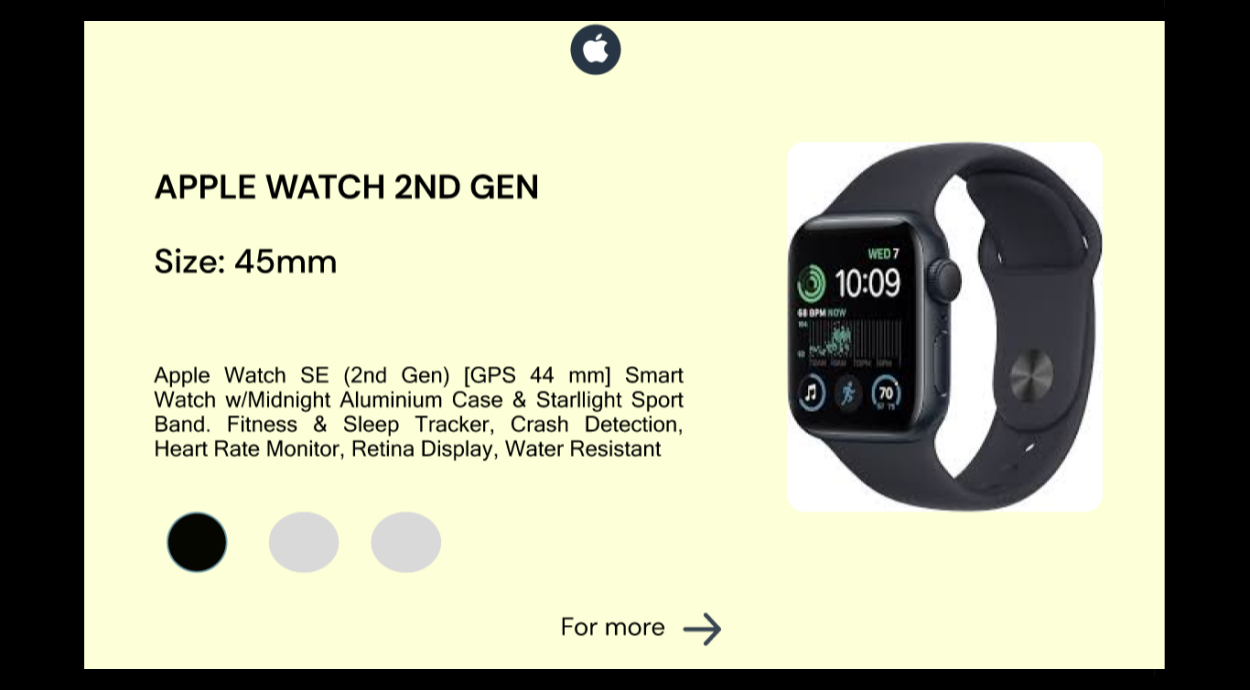 APPLE WATCH 2ND GEN
Size: 45mm
Apple Watch SE (2nd Gen) [GPS 44 mm] Smart
Watch w/Midnight Aluminium Case & Starllight Sport
Band. Fitness & Sleep Tracker, Crash Detection,
Heart Rate Monitor, Retina Display, Water Resistant
WED 7
10:09
68 BPM NOW
70
For more